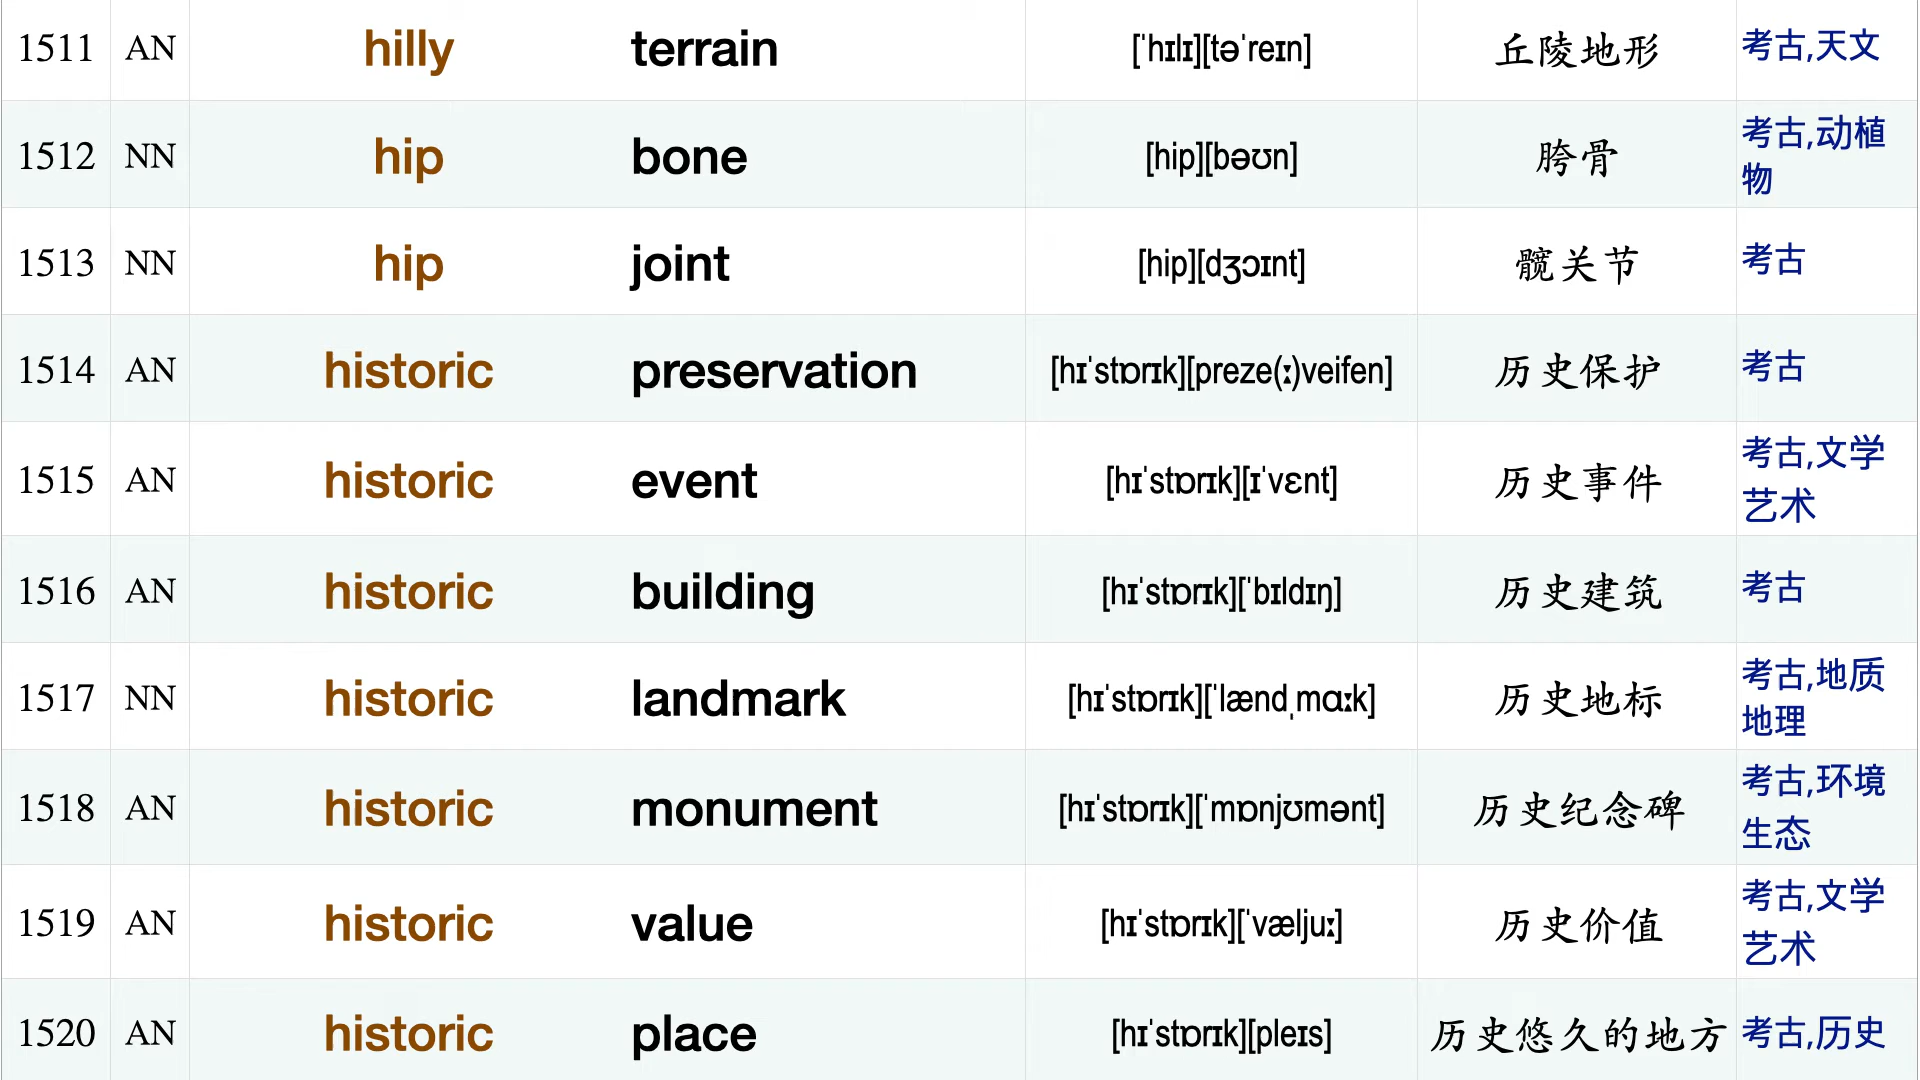 1511 AN hilly terrain [ˈhɪlɪ][təˈreɪn] 丘陵地形 考古,天文
1512 NN hip bone [hip][bəʊn] 胯骨 考古,动植
物
1513 NN hip joint [hip][dʒɔɪnt] 髋关节 考古
1514 AN historic preservation [hɪˈstɒrɪk][preze(ː)veifen] 历史保护 考古
1515 AN historic event [hɪˈstɒrɪk][ɪˈvɛnt] 历史事件 考古,文学
艺术
1516 AN historic building [hɪˈstɒrɪk][ˈbɪldɪŋ] 历史建筑 考古
1517 NN historic landmark [hɪˈstɒrɪk][ˈlændˌmɑːk] 历史地标 考古,地质
地理
1518 AN historic monument [hɪˈstɒrɪk][ˈmɒnjʊmənt] 历史纪念碑 考古,环境
生态
1519 AN historic value [hɪˈstɒrɪk][ˈvæljuː] 历史价值 考古,文学
艺术
1520 AN historic place [hɪˈstɒrɪk][pleɪs] 历史悠久的地方 考古,历史